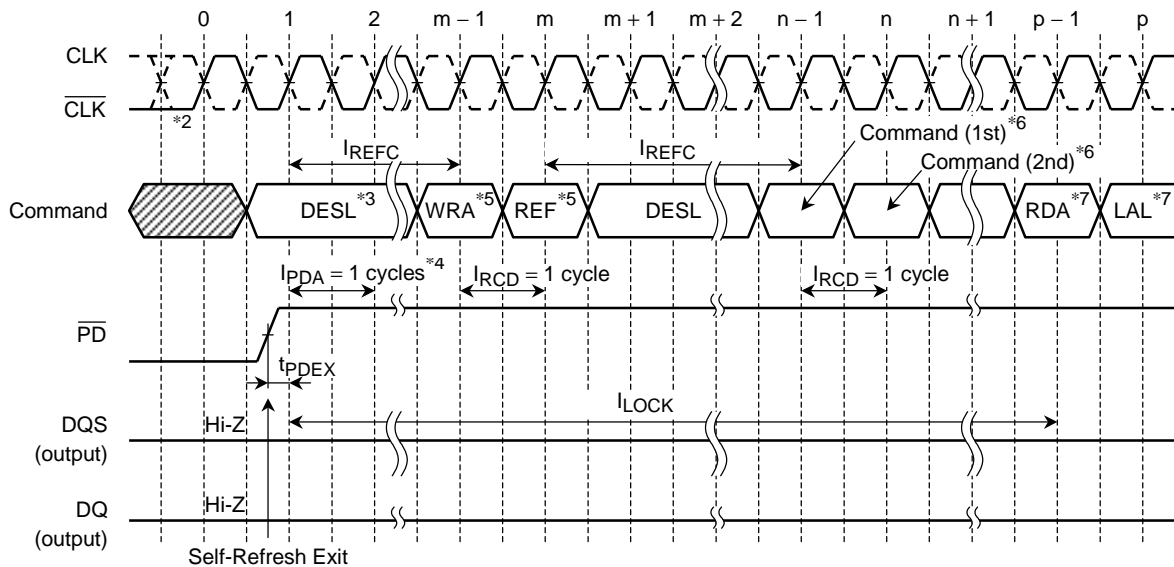 0 1 2 m − 1 m m + 1 m + 2 n - 1 n n + 1 p − 1 p
CLK
CLK
*2
Command (1st)*6
IREFC IREFC
Command (2nd)*6
Command DESL*3 WRA*5 REF*5 DESL RDA*7 LAL*7
IPDA = 1 cycles*4 IRCD = 1 cycle IRCD = 1 cycle
PD
tPDEX
ILOCK
DQS
(output)
Hi-Z
DQ
(output)
Hi-Z
Self-Refresh Exit